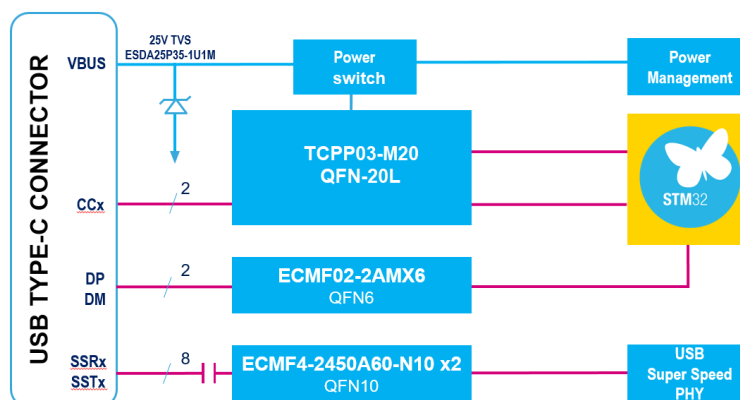 USB TYPE-C CONNECTOR
VBUS
25V TVS
ESDA25P35-1U1M
Power
switch
Power
Management
TCPP03-M20
QFN-20L
STM32
CCx
2
DP
DM
2
ECMF02-2AMX6
QFN6
SSRx
SSTx
8
ECMF4-2450A60-N10 x2
QFN10
USB
Super Speed
PHY